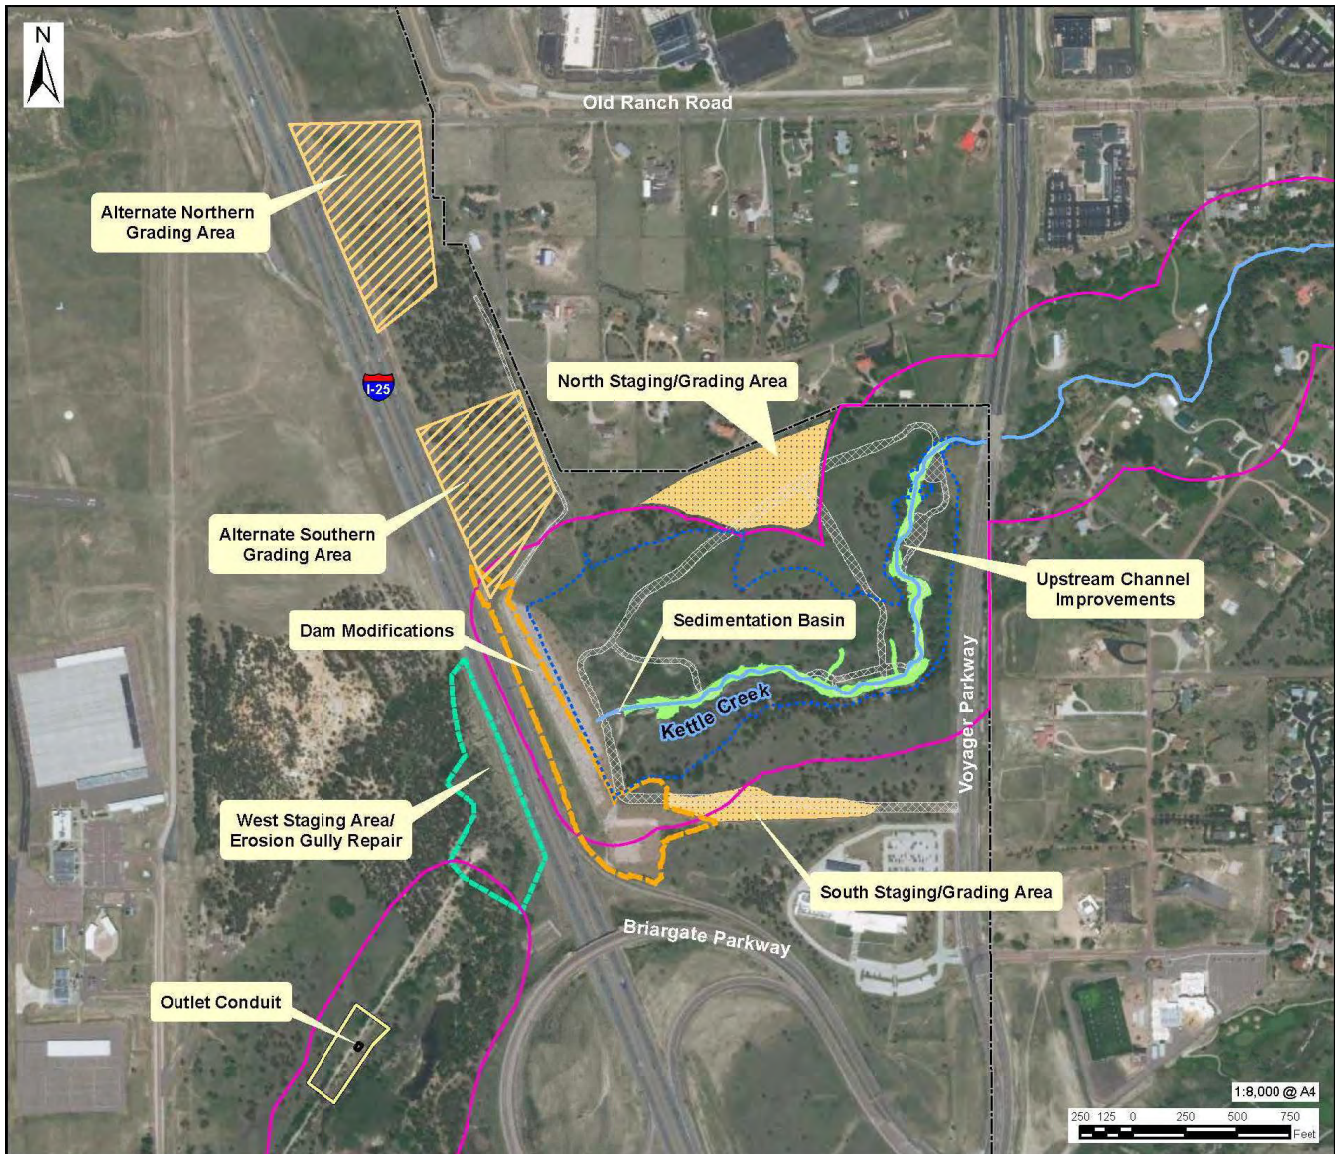 N
Old Ranch Road
Alternate Northern
Grading Area
I-25
North Staging/Grading Area
Alternate Southern
Grading Area
Upstream Channel
Improvements
Sedimentation Basin
Dam Modifications
Kettle Creek
Voyager Parkway
West Staging Area/
Erosion Gully Repair
South Staging/Grading Area
Briargate Parkway
Outlet Conduit
1:8,000 @ A4
250 125 0 250 500 750
Feet